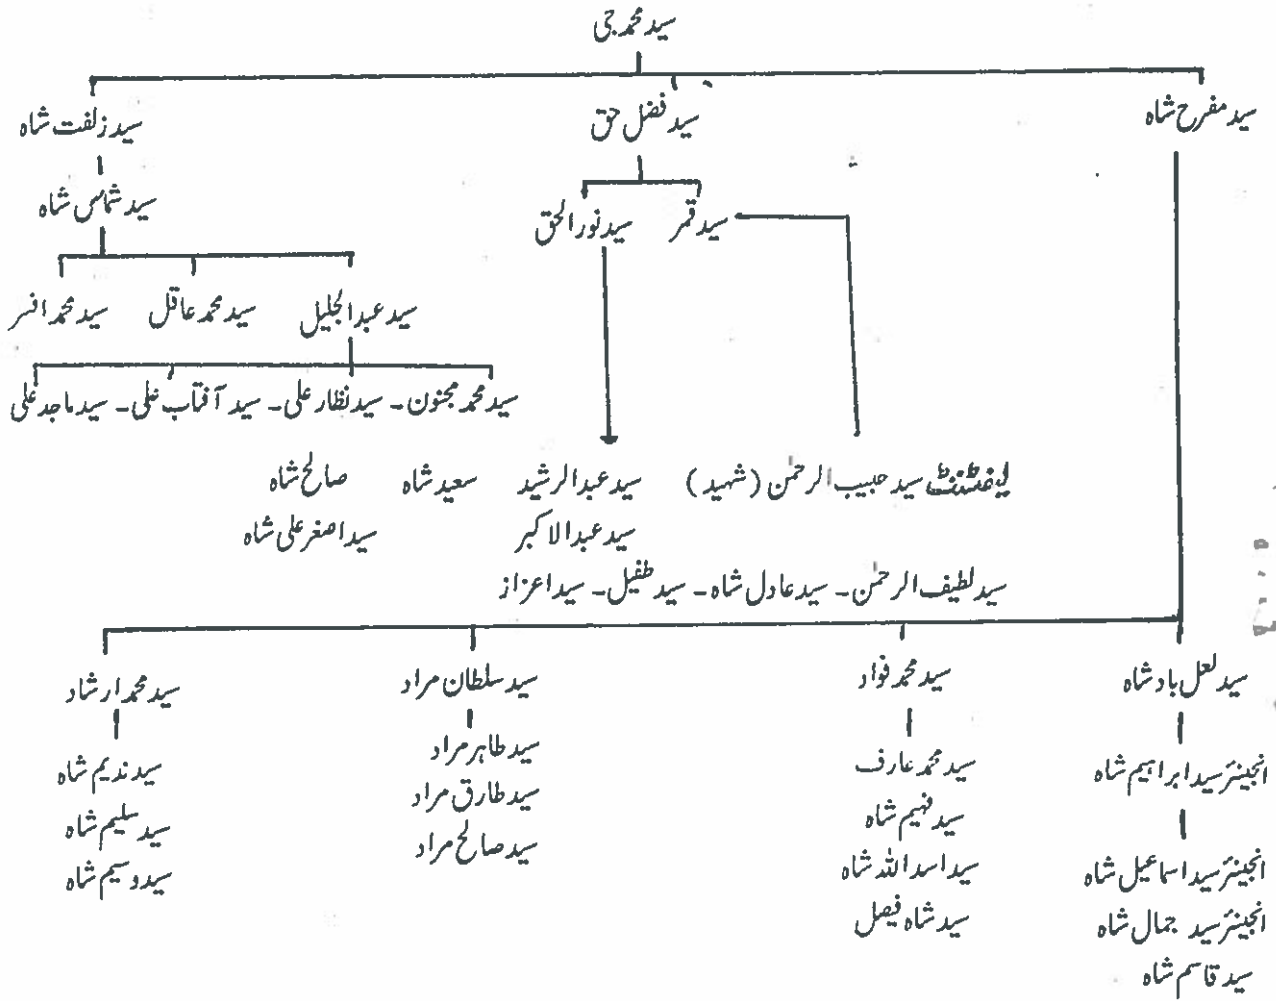 سید محمد جی
سید مفرح شاہ
سید فضل حق
سید زلفت شاہ
سید قمر
سید نور الحق
سید شماس شاہ
سید عبدالجلیل
سید محمد عاقل
سید محمد افسر
سید محمد مجنون - سید نظار علی - سید آفتاب علی - سید ماجد علی
لیفٹیننٹ سید حبیب الرحمٰن (شہید)
سید عبدالرشید
سعید شاہ
صالح شاہ
سید عبدالاکبر
سید اصغر علی شاہ
سید لطیف الرحمٰن - سید عادل شاہ - سید طفیل - سید اعزاز
سید لعل بادشاہ
سید محمد فواد
سید سلطان مراد
سید محمد ارشاد
انجینئر سید ابراہیم شاہ
انجینئر سید اسماعیل شاہ
انجینئر سید جمال شاہ
سید قاسم شاہ
سید محمد عارف
سید فہیم شاہ
سید اسد اللہ شاہ
سید شاہ فیصل
سید طاہر مراد
سید طارق مراد
سید صالح مراد
سید ندیم شاہ
سید سلیم شاہ
سید وسیم شاہ